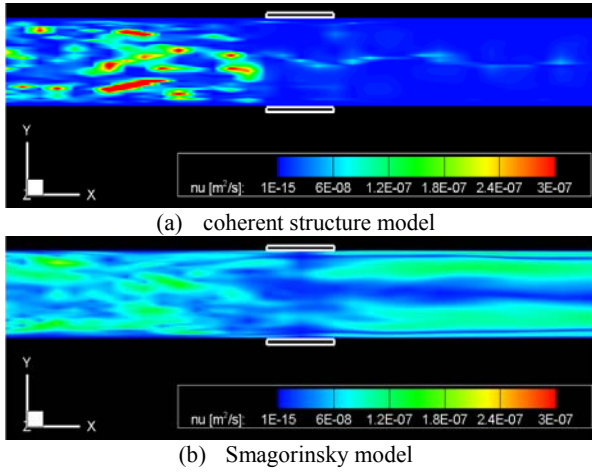 Y
Z X
nu [m²/s]: 1E-15 6E-08 1.2E-07 1.8E-07 2.4E-07 3E-07
(a) coherent structure model
Y
Z X
nu [m²/s]: 1E-15 6E-08 1.2E-07 1.8E-07 2.4E-07 3E-07
(b) Smagorinsky model